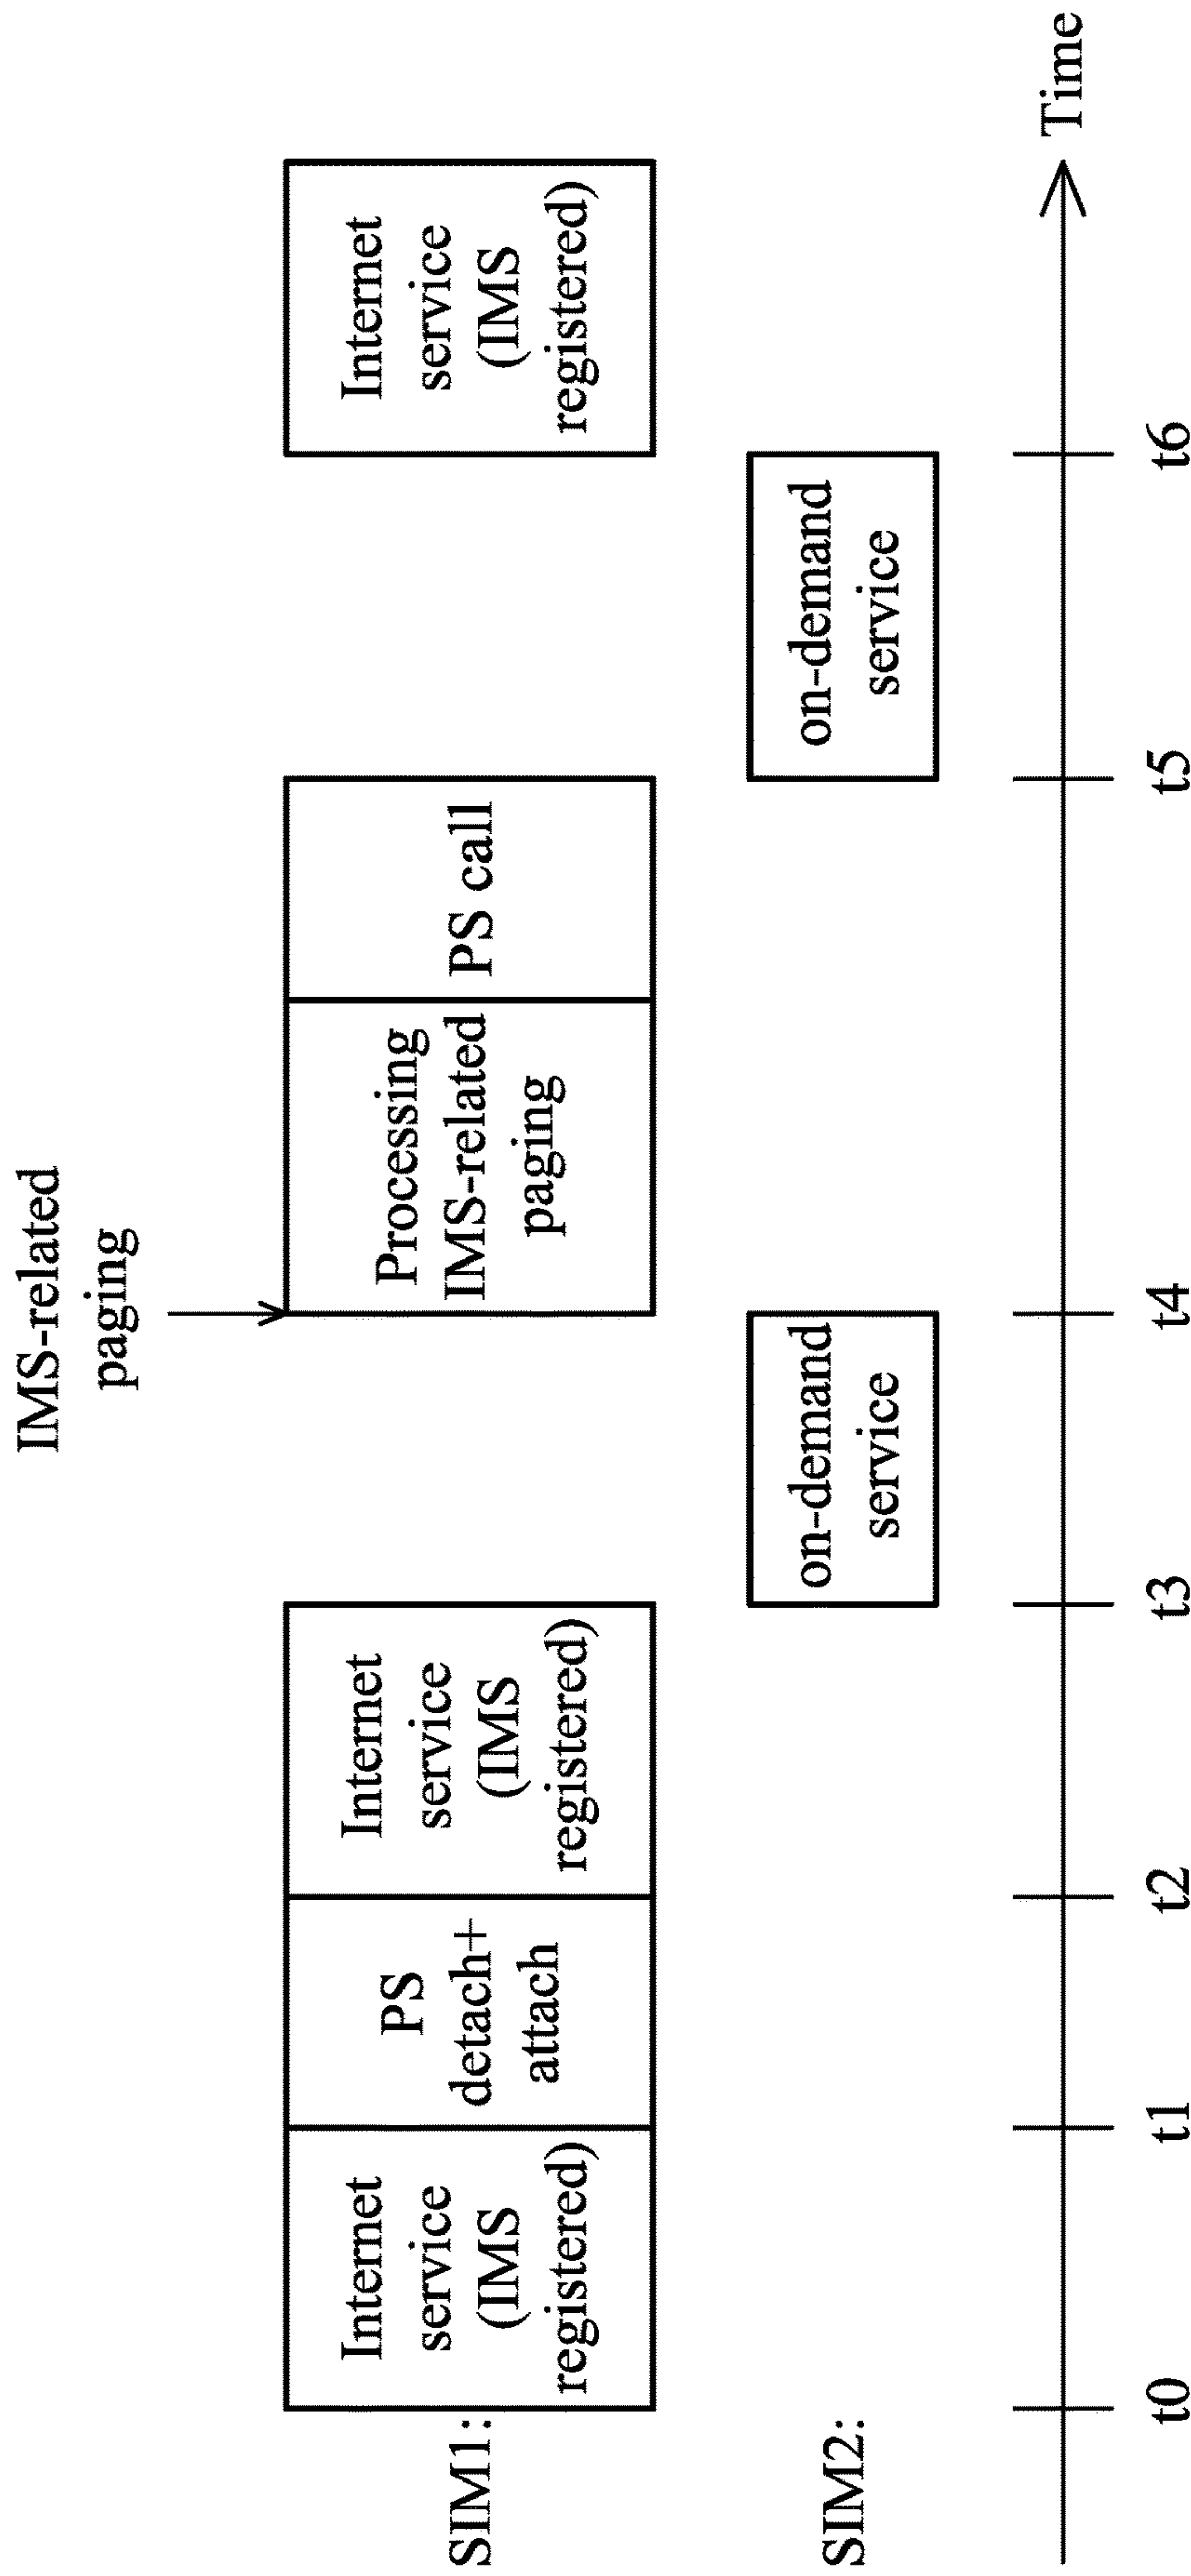 IMS-related
paging
SIM1:
Internet
service
(IMS
registered)
PS
detach+
attach
Internet
service
(IMS
registered)
Processing
IMS-related
paging
PS call
Internet
service
(IMS
registered)
SIM2:
on-demand
service
on-demand
service
Time
t0
t1
t2
t3
t4
t5
t6